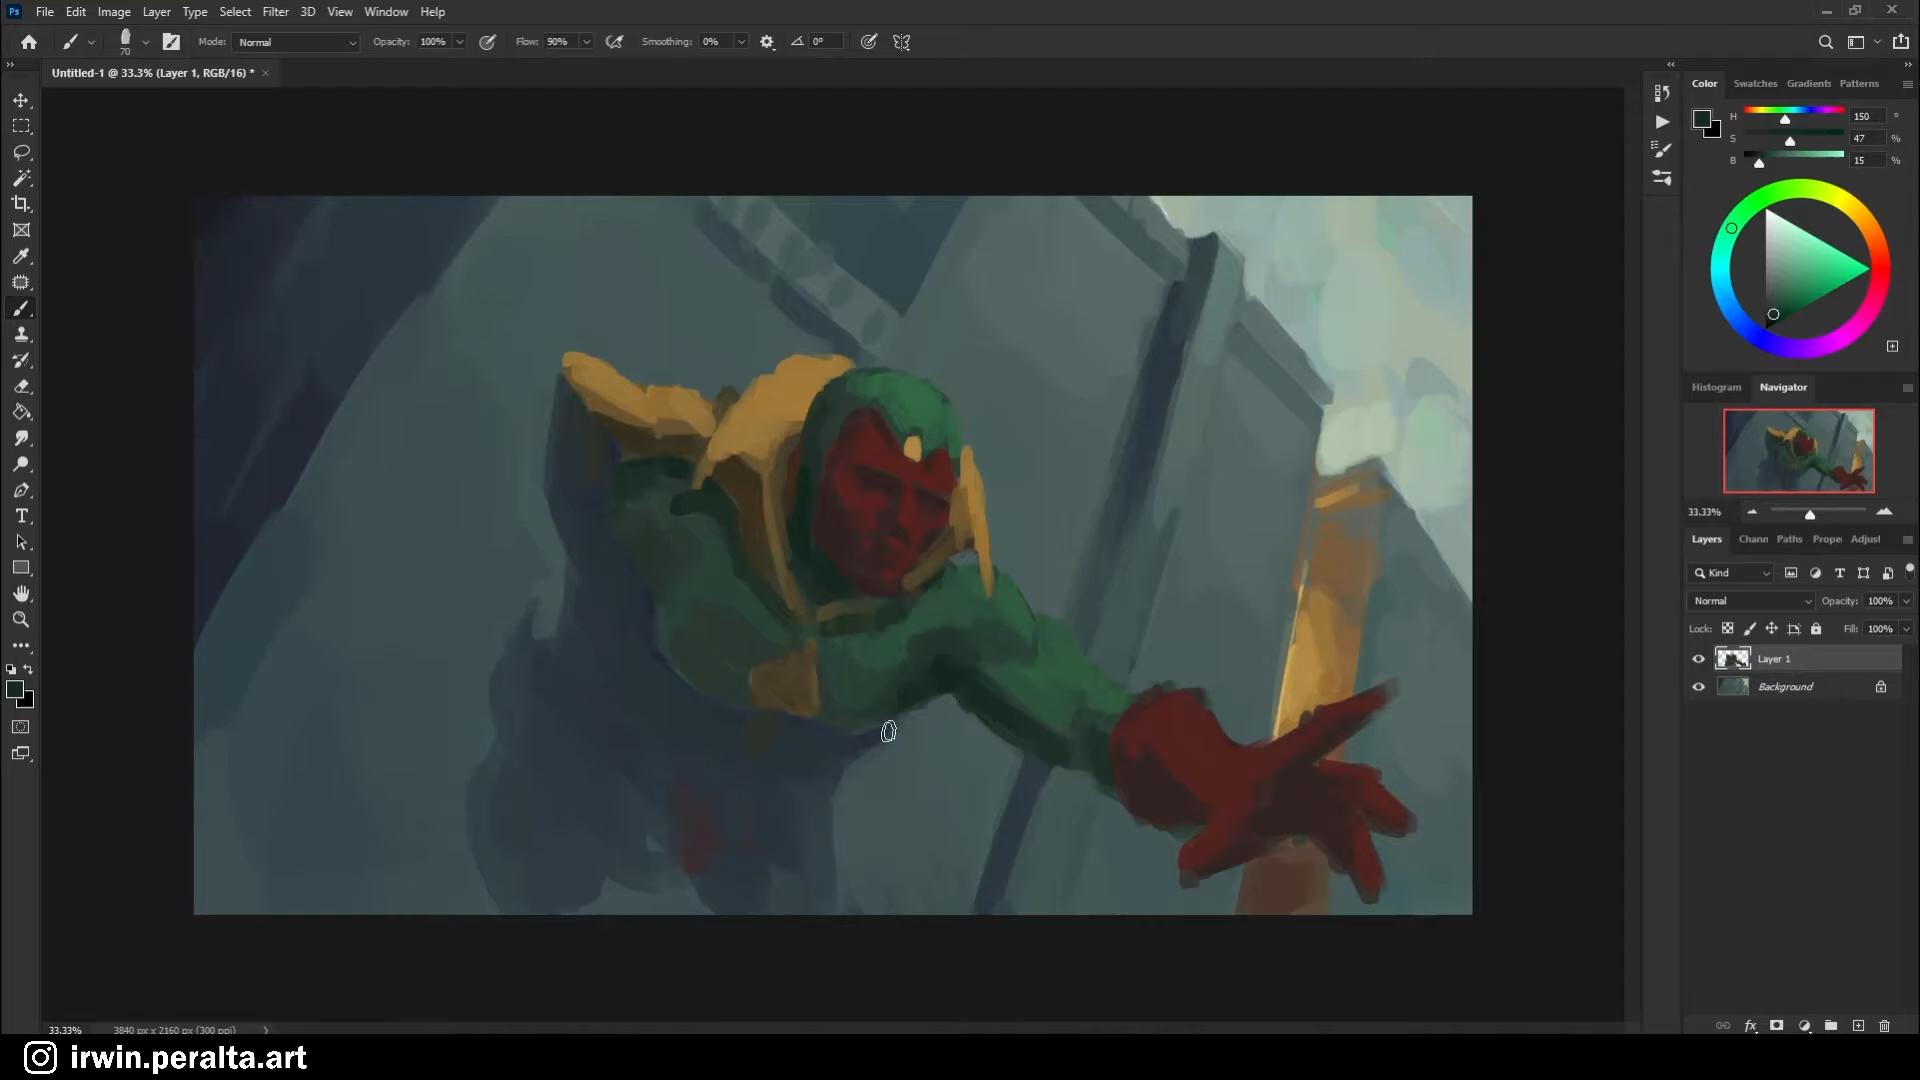 Ps File Edit Image Layer Type Select Filter 3D View Window Help
70 Mode: Normal Opacity: 100% Flow: 90% Smoothing: 0% 0°
Untitled-1 @ 33.3% (Layer 1, RGB/16) * ×
Color Swatches Gradients Patterns
H 150 °
S 47 %
B 15 %
Histogram Navigator
33.33%
Layers Chann Paths Prope Adjust
Kind
Normal Opacity: 100%
Lock: Fill: 100%
Layer 1
Background
33.33% 3840 px x 2160 px (300 ppi)
irwin.peralta.art